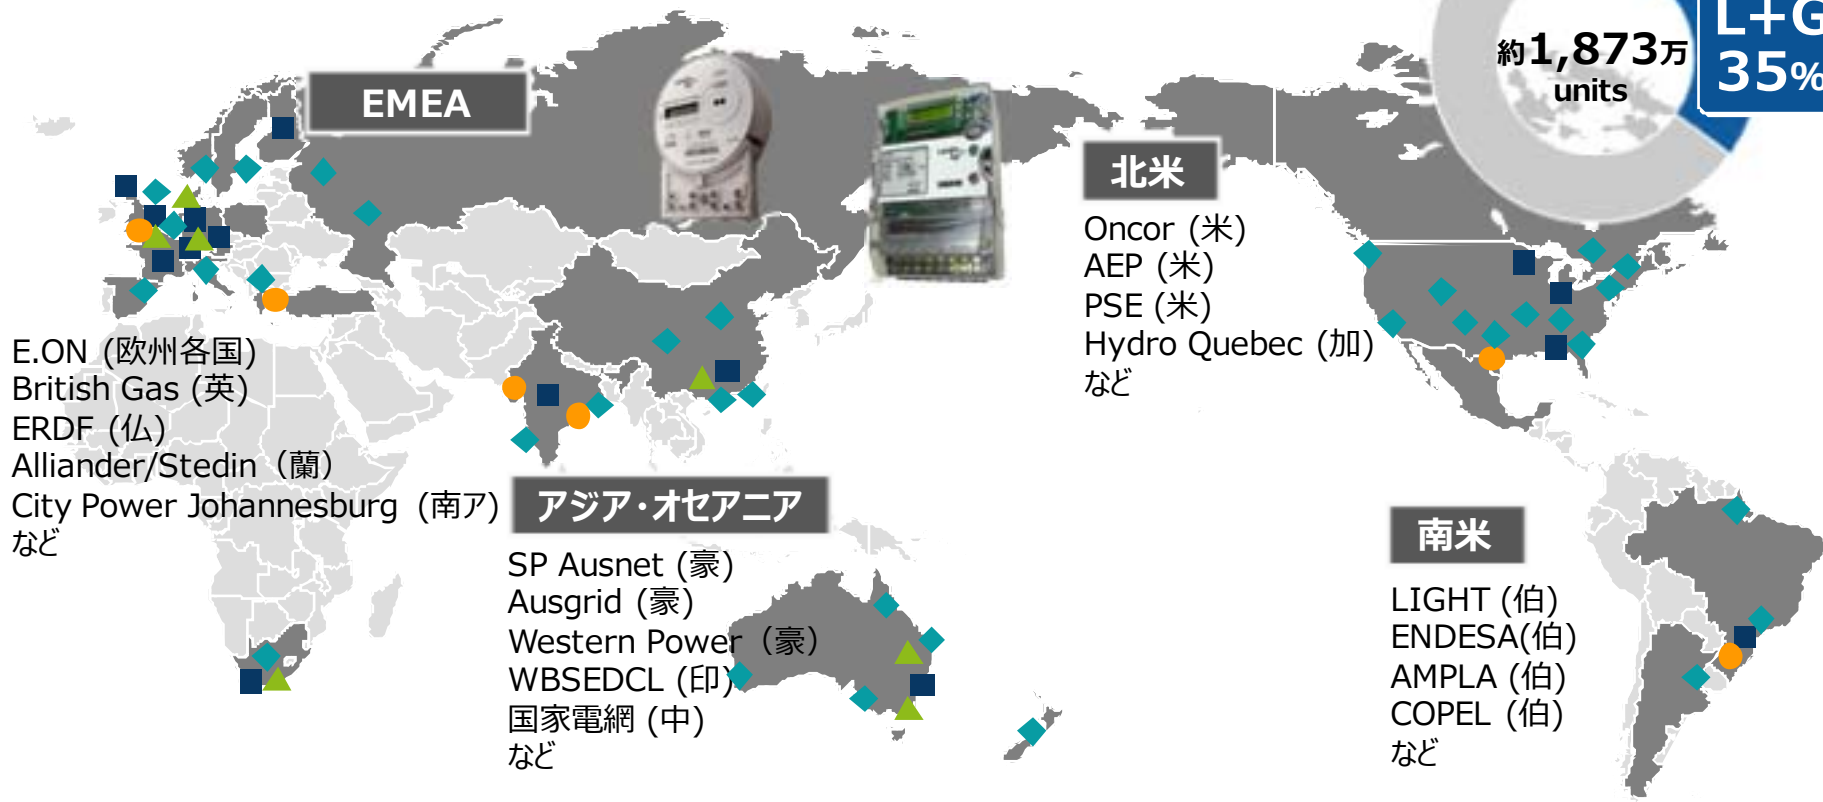 EMEA
E.ON (欧州各国)
British Gas (英)
ERDF (仏)
Alliander/Stedin（蘭）
City Power Johannesburg (南ア)
など
アジア・オセアニア
SP Ausnet (豪)
Ausgrid (豪)
Western Power（豪）
WBSEDCL (印)
国家電網 (中)
など
北米
Oncor (米)
AEP (米)
PSE (米)
Hydro Quebec (加)
など
約1,873万
units
L+G
35%
南米
LIGHT (伯)
ENDESA(伯)
AMPLA (伯)
COPEL (伯)
など